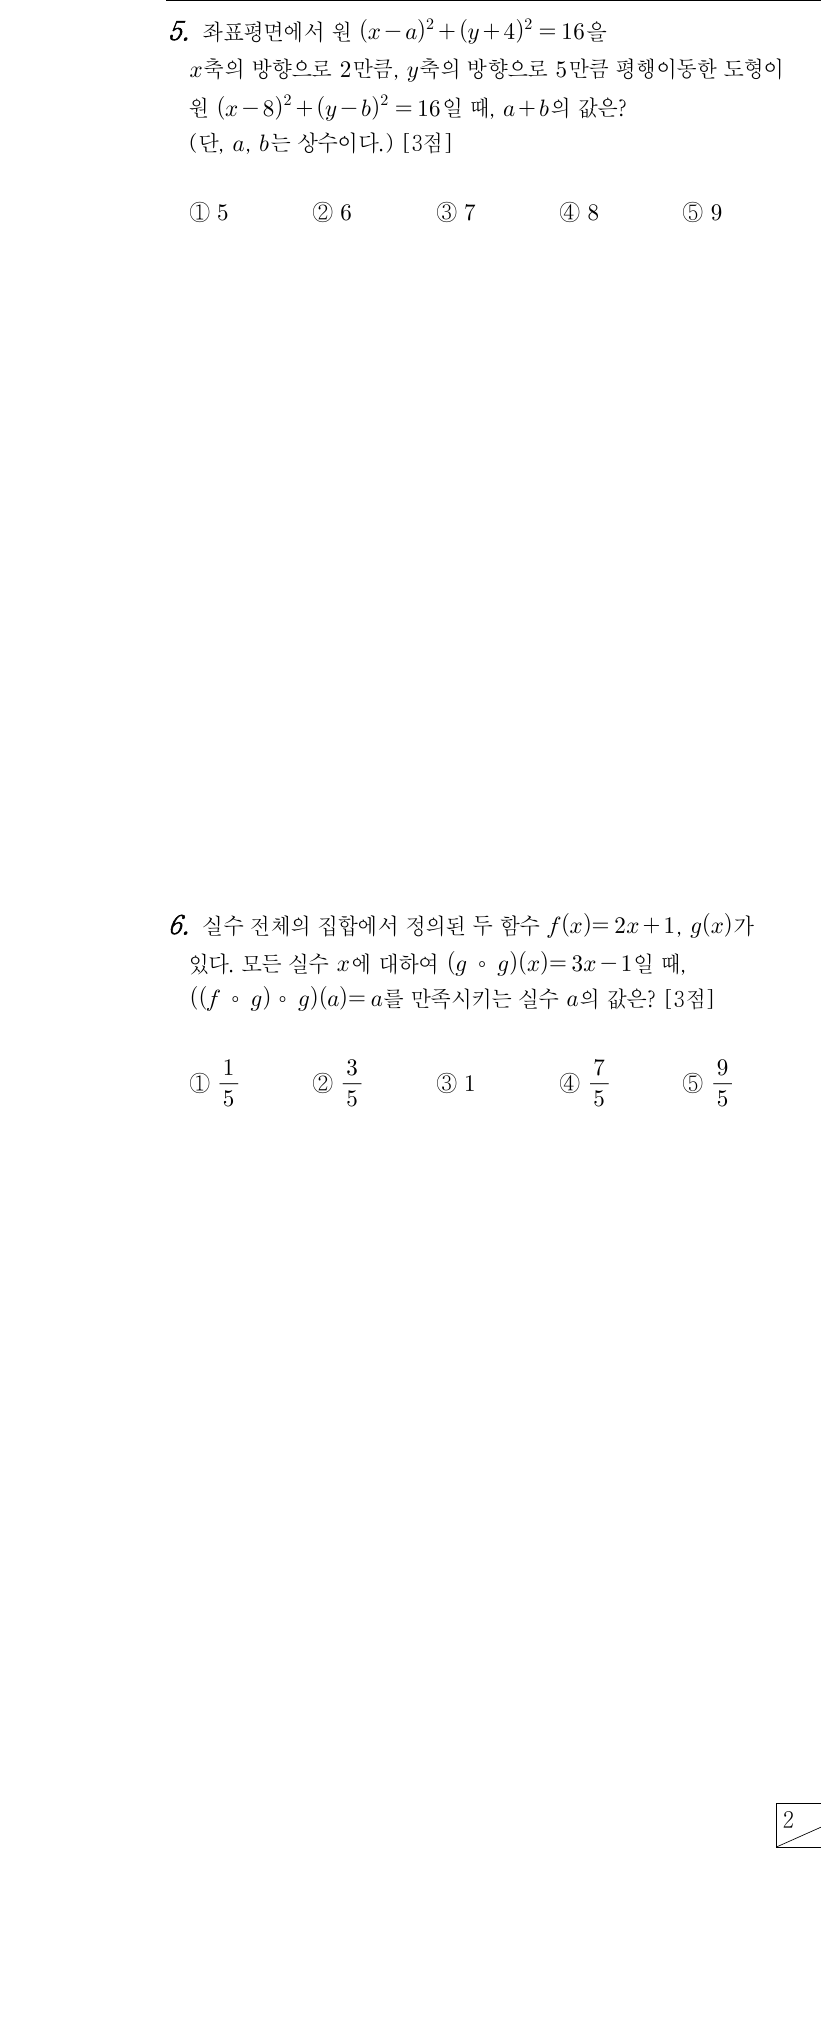 5. 좌표평면에서 원 (x-a)²+(y+4)²=16을
x축의 방향으로 2만큼, y축의 방향으로 5만큼 평행이동한 도형이
원 (x-8)²+(y-b)²=16일 때, a+b의 값은?
(단, a, b는 상수이다.) [3점]
① 5 ② 6 ③ 7 ④ 8 ⑤ 9
6. 실수 전체의 집합에서 정의된 두 함수 f(x)=2x+1, g(x)가
있다. 모든 실수 x에 대하여 (g ∘ g)(x)=3x-1일 때,
((f ∘ g) ∘ g)(a)=a를 만족시키는 실수 a의 값은? [3점]
① 1/5 ② 3/5 ③ 1 ④ 7/5 ⑤ 9/5
2